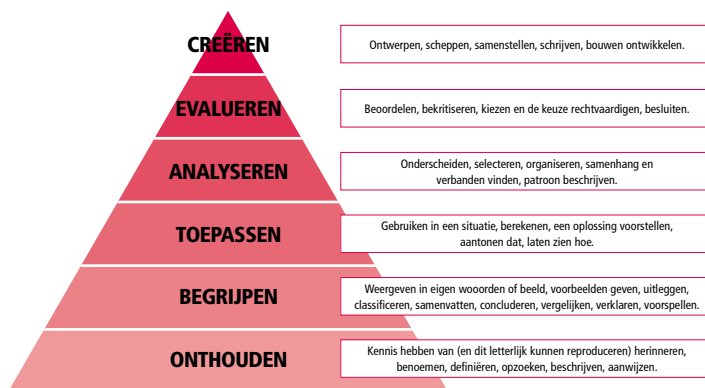 CREËREN
Ontwerpen, scheppen, samenstellen, schrijven, bouwen ontwikkelen.
EVALUEREN
Beoordelen, bekritiseren, kiezen en de keuze rechtvaardigen, besluiten.
ANALYSEREN
Onderscheiden, selecteren, organiseren, samenhang en
verbanden vinden, patroon beschrijven.
TOEPASSEN
Gebruiken in een situatie, berekenen, een oplossing voorstellen,
aantonen dat, laten zien hoe.
BEGRIJPEN
Weergeven in eigen wooorden of beeld, voorbeelden geven, uitleggen,
classificeren, samenvatten, concluderen, vergelijken, verklaren, voorspellen.
ONTHOUDEN
Kennis hebben van (en dit letterlijk kunnen reproduceren) herinneren,
benoemen, definiëren, opzoeken, beschrijven, aanwijzen.